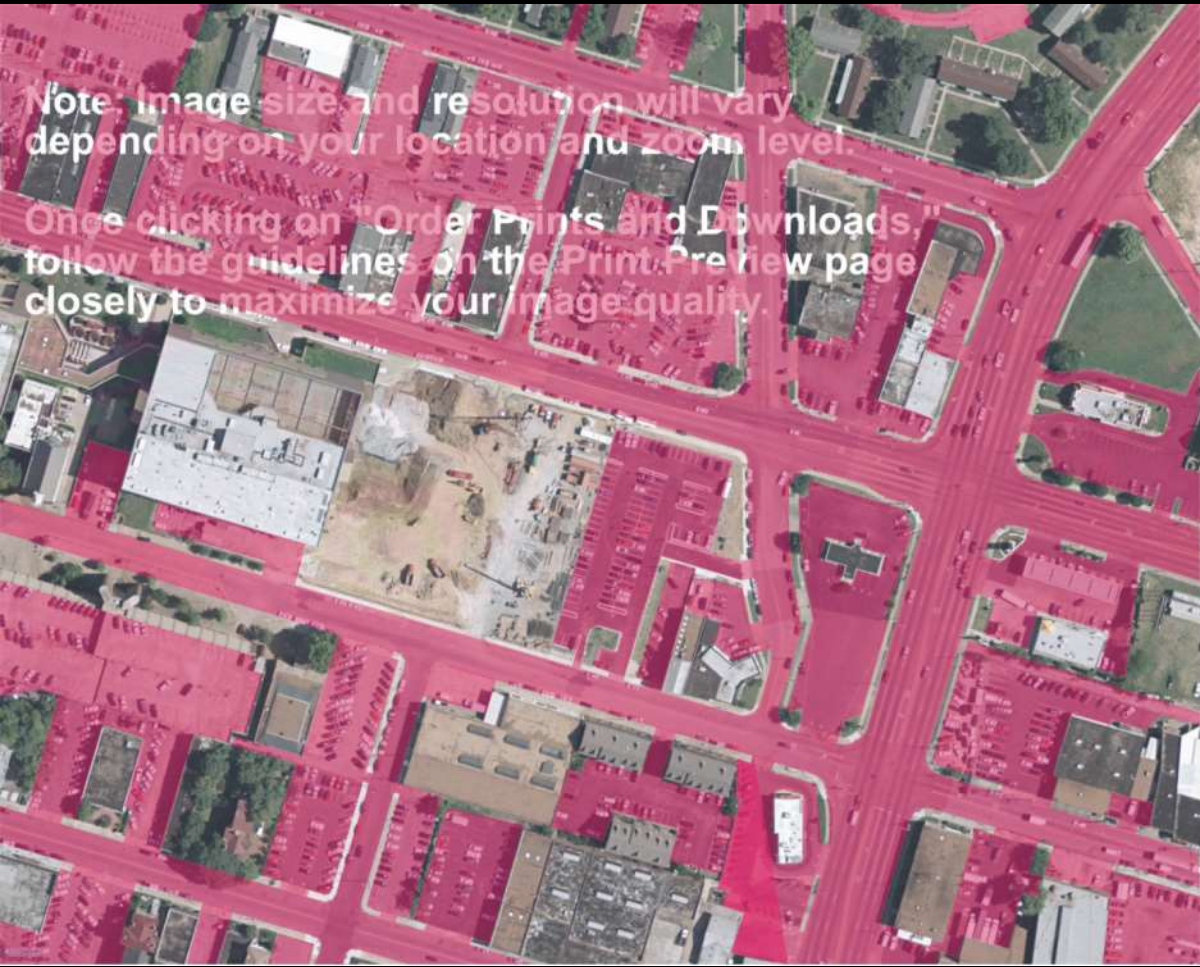 Note: Image size and resolution will vary
depending on your location and zoom level.
Once clicking on "Order Prints and Downloads,"
follow the guidelines on the Print Preview page
closely to maximize your image quality.